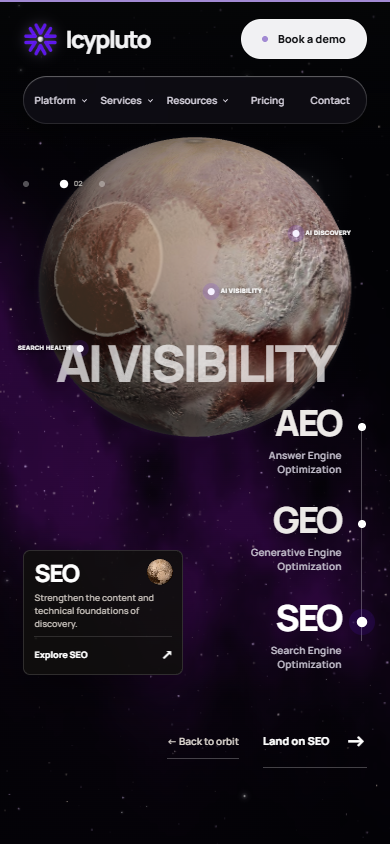 Icypluto
Book a demo
Platform
Services
Resources
Pricing
Contact
02
AI DISCOVERY
AI VISIBILITY
SEARCH HEALTH
AI VISIBILITY
AEO
Answer Engine
Optimization
GEO
Generative Engine
Optimization
SEO
Strengthen the content and
technical foundations of
discovery.
Explore SEO ↗
SEO
Search Engine
Optimization
← Back to orbit
Land on SEO →